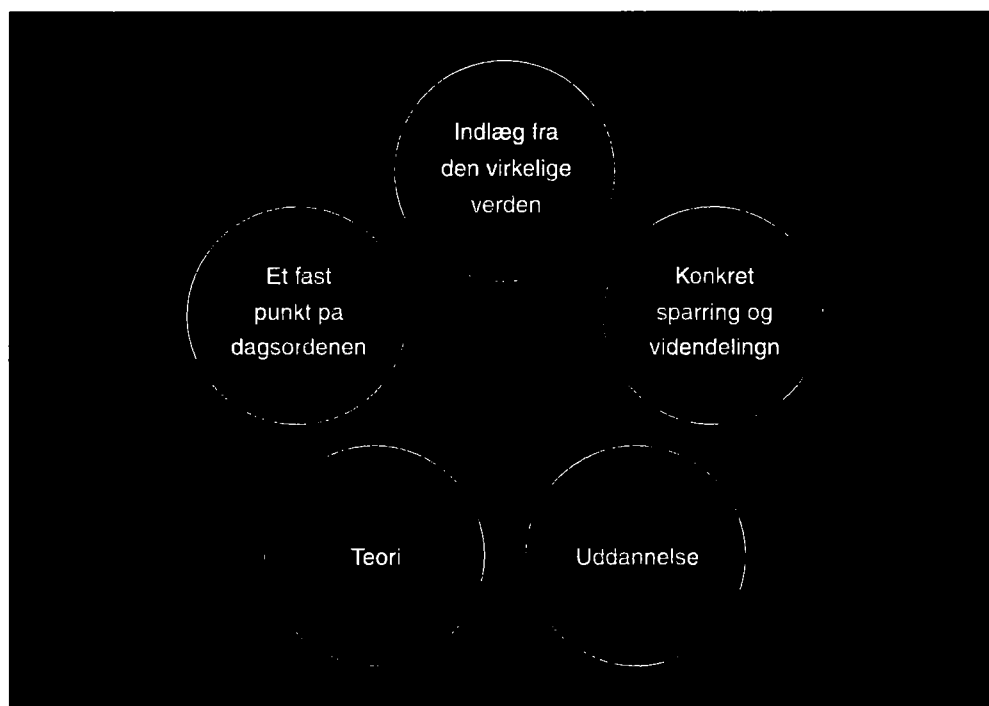 Indlæg fra
den virkelige
verden
Et fast
punkt pa
dagsordenen
Konkret
sparring og
videndelingn
Teori
Uddannelse